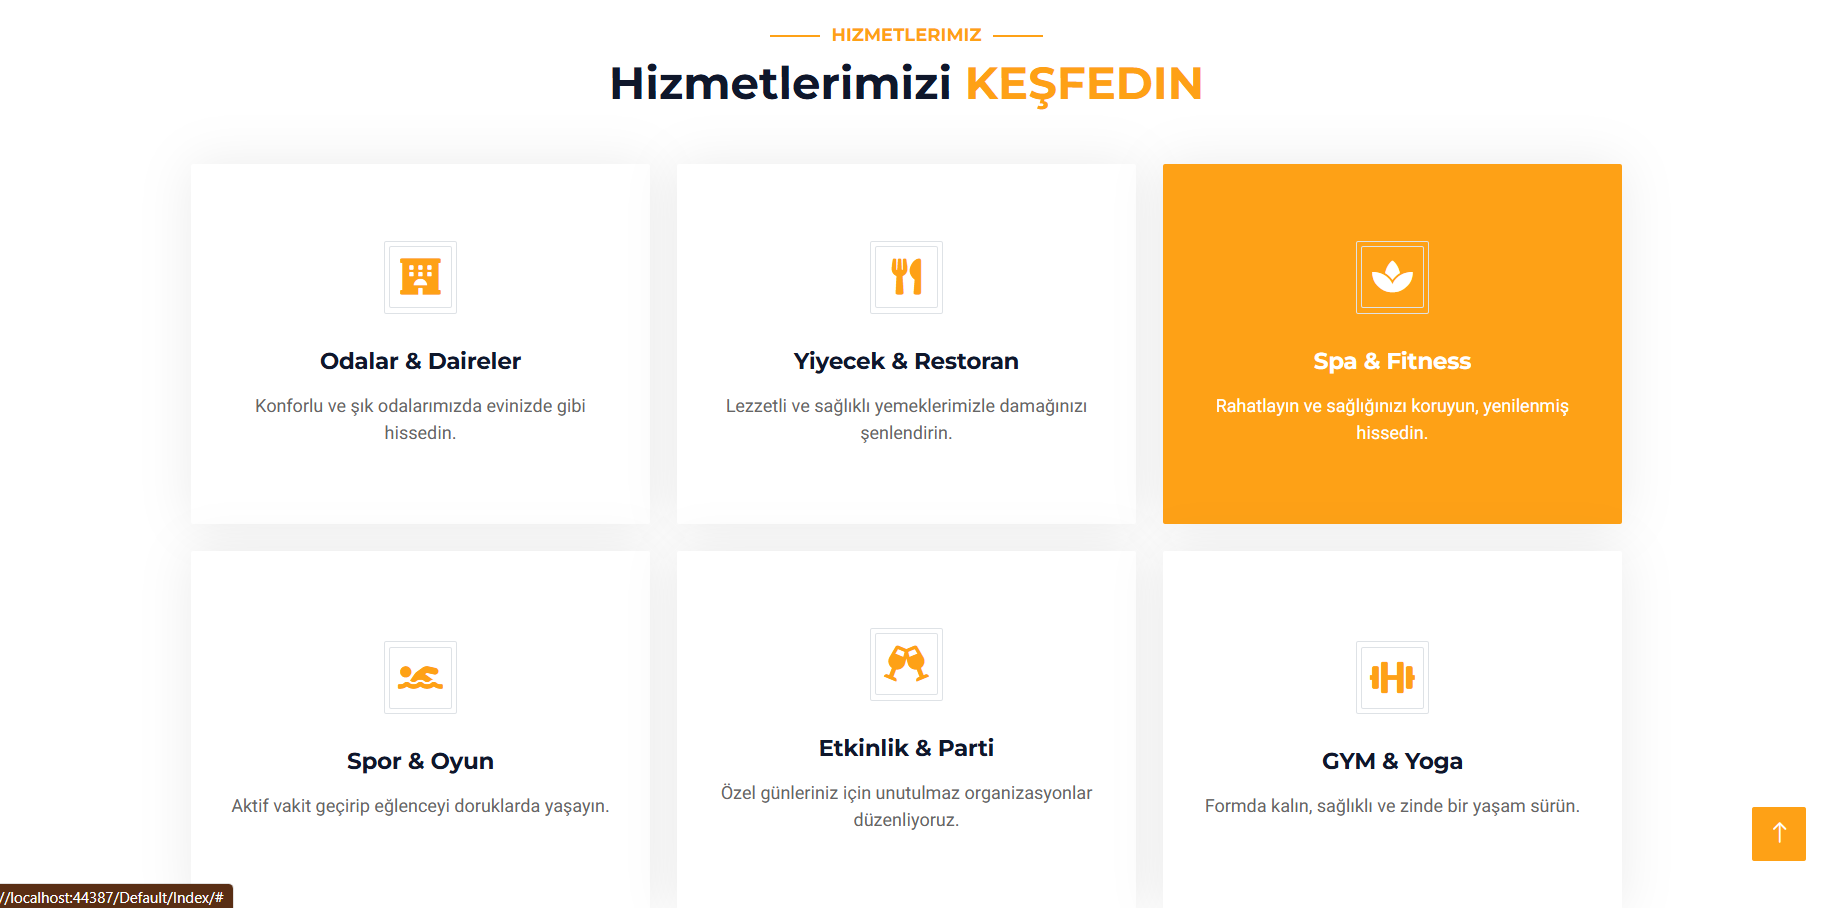 HIZMETLERIMIZ
Hizmetlerimizi KEŞFEDIN
Odalar & Daireler
Konforlu ve şık odalarımızda evinizde gibi
hissedin.
Yiyecek & Restoran
Lezzetli ve sağlıklı yemeklerimizle damağınızı
şenlendirin.
Spa & Fitness
Rahatlayın ve sağlığınızı koruyun, yenilenmiş
hissedin.
Spor & Oyun
Aktif vakit geçirip eğlenceyi doruklarda yaşayın.
Etkinlik & Parti
Özel günleriniz için unutulmaz organizasyonlar
düzenliyoruz.
GYM & Yoga
Formda kalın, sağlıklı ve zinde bir yaşam sürün.
//localhost:44387/Default/Index/#